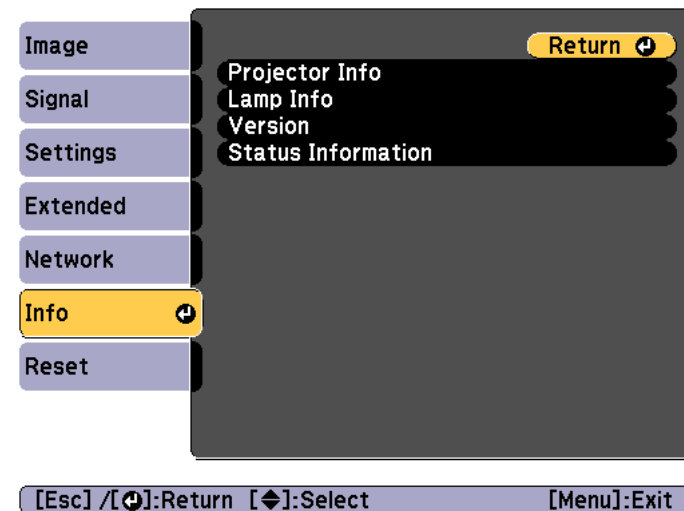 Image
Signal
Settings
Extended
Network
Info
Reset
Return
Projector Info
Lamp Info
Version
Status Information
[Esc] /[⏎]:Return [◆]:Select [Menu]:Exit